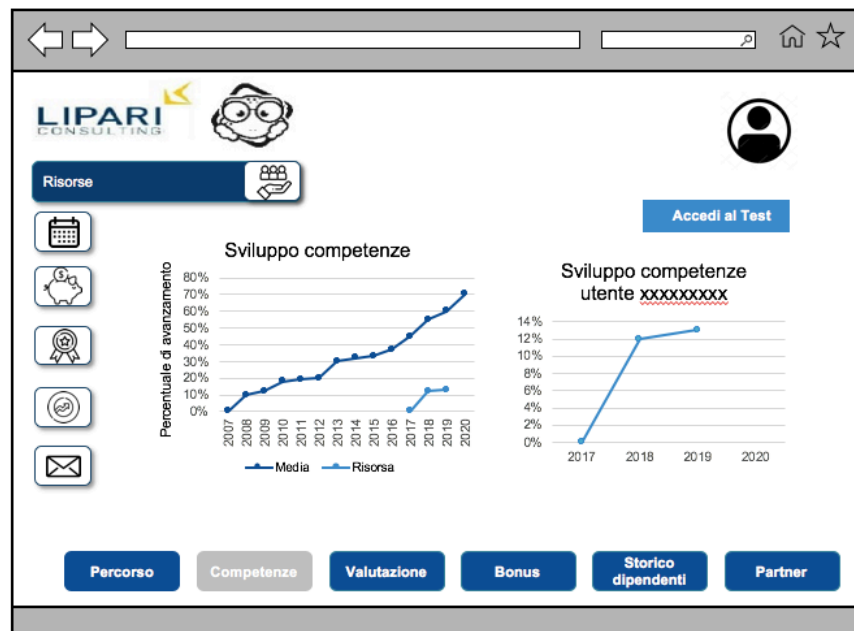 LIPARI
CONSULTING
Risorse
Accedi al Test
Sviluppo competenze
Percentuale di avanzamento
80%
70%
60%
50%
40%
30%
20%
10%
0%
2007
2008
2009
2010
2011
2012
2013
2014
2015
2016
2017
2018
2019
2020
Media
Risorsa
Sviluppo competenze
utente xxxxxxxxx
14%
12%
10%
8%
6%
4%
2%
0%
2017
2018
2019
2020
Percorso
Competenze
Valutazione
Bonus
Storico
dipendenti
Partner